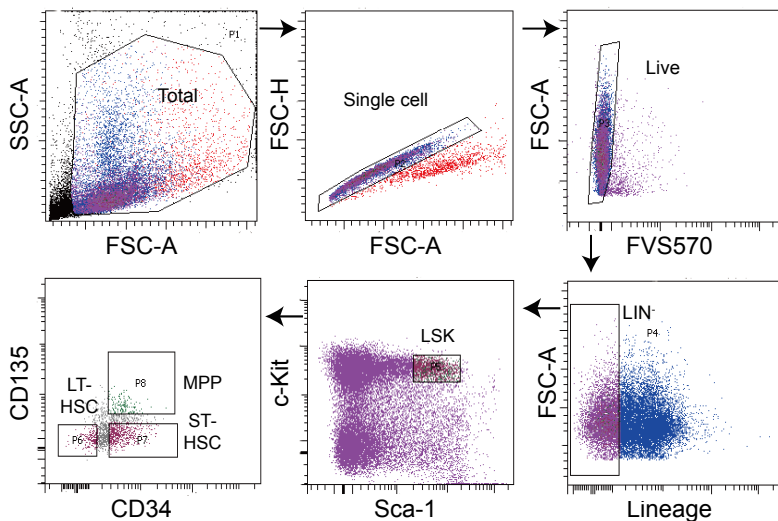 SSC-A
P1
Total
FSC-A
FSC-H
Single cell
P2
FSC-A
FSC-A
Live
P3
FVS570
CD135
LT-
HSC
P8
MPP
ST-
HSC
P6
P7
CD34
c-Kit
LSK
Sca-1
FSC-A
LIN-
P4
Lineage